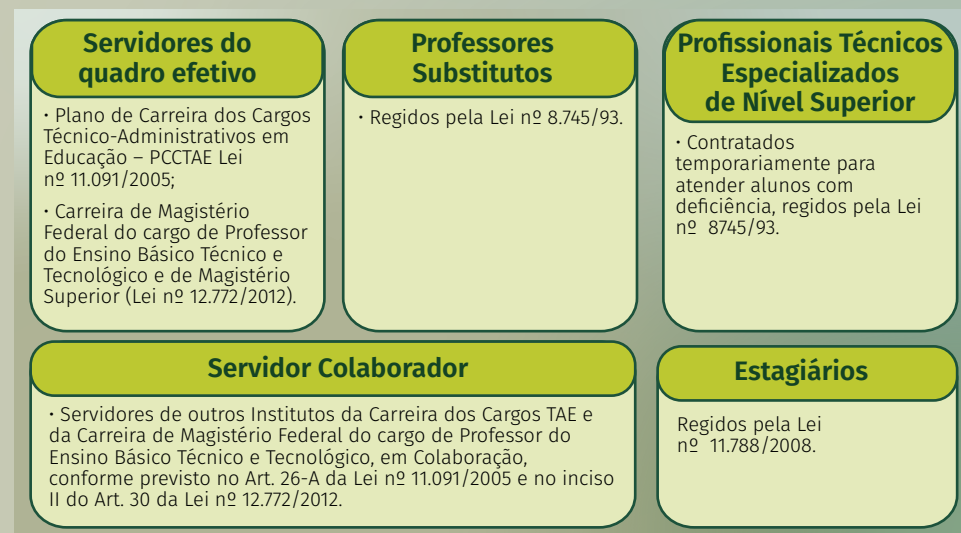 Servidores do
quadro efetivo
• Plano de Carreira dos Cargos
Técnico-Administrativos em
Educação – PCCTAE Lei
nº 11.091/2005;
• Carreira de Magistério
Federal do cargo de Professor
do Ensino Básico Técnico e
Tecnológico e de Magistério
Superior (Lei nº 12.772/2012).
Professores
Substitutos
• Regidos pela Lei nº 8.745/93.
Profissionais Técnicos
Especializados
de Nível Superior
• Contratados
temporariamente para
atender alunos com
deficiência, regidos pela Lei
nº 8745/93.
Servidor Colaborador
• Servidores de outros Institutos da Carreira dos Cargos TAE e
da Carreira de Magistério Federal do cargo de Professor do
Ensino Básico Técnico e Tecnológico, em Colaboração,
conforme previsto no Art. 26-A da Lei nº 11.091/2005 e no inciso
II do Art. 30 da Lei nº 12.772/2012.
Estagiários
Regidos pela Lei
nº 11.788/2008.